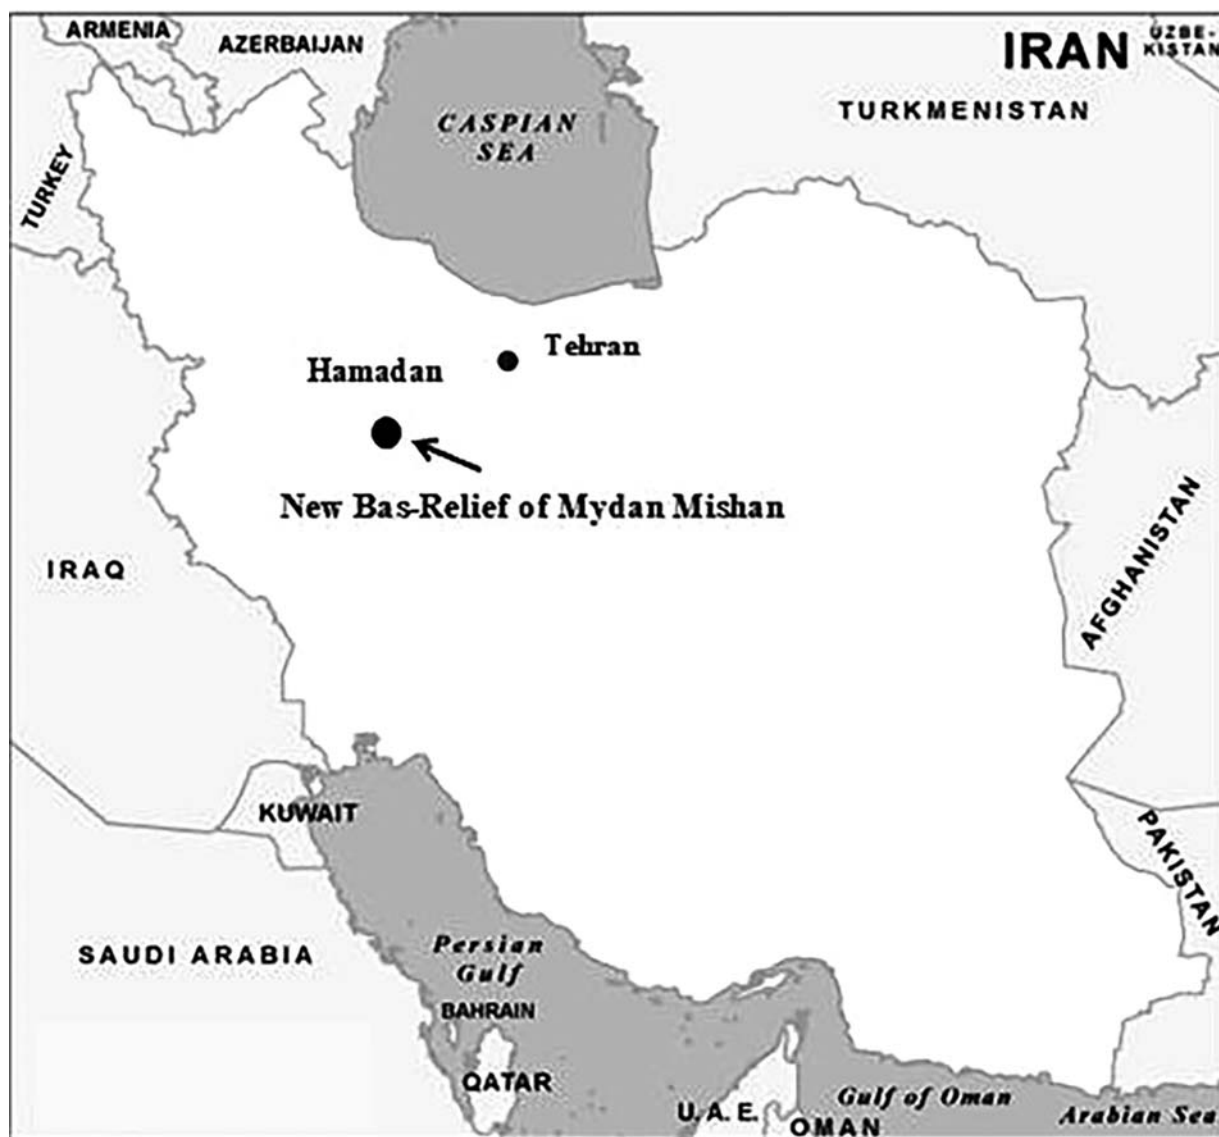 ARMENIA
AZERBAIJAN
IRAN
UZBE-
KISTAN
CASPIAN
SEA
TURKMENISTAN
TURKEY
Tehran
Hamadan
New Bas-Relief of Mydan Mishan
IRAQ
AFGHANISTAN
KUWAIT
PAKISTAN
SAUDI ARABIA
Persian
Gulf
BAHRAIN
QATAR
U. A. E.
OMAN
Gulf of Oman
Arabian Sea